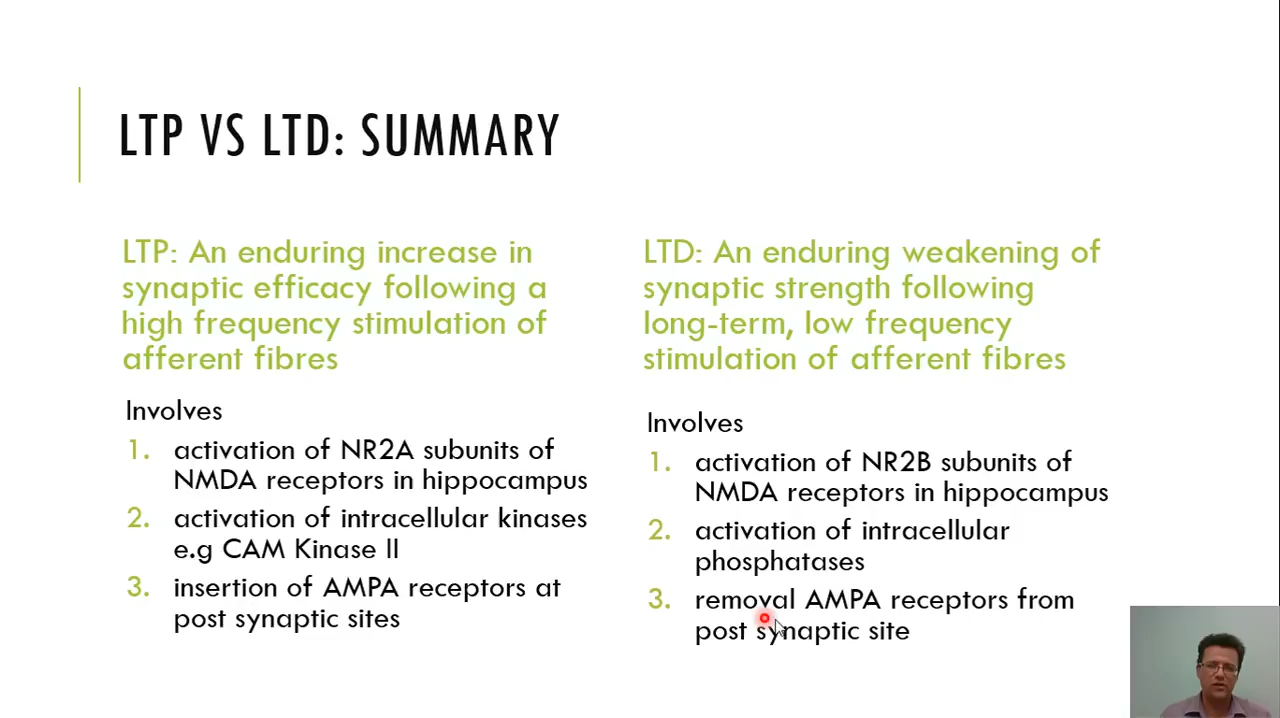 LTP VS LTD: SUMMARY
LTP: An enduring increase in
synaptic efficacy following a
high frequency stimulation of
afferent fibres
Involves
1. activation of NR2A subunits of
NMDA receptors in hippocampus
2. activation of intracellular kinases
e.g CAM Kinase II
3. insertion of AMPA receptors at
post synaptic sites
LTD: An enduring weakening of
synaptic strength following
long-term, low frequency
stimulation of afferent fibres
Involves
1. activation of NR2B subunits of
NMDA receptors in hippocampus
2. activation of intracellular
phosphatases
3. removal AMPA receptors from
post synaptic site